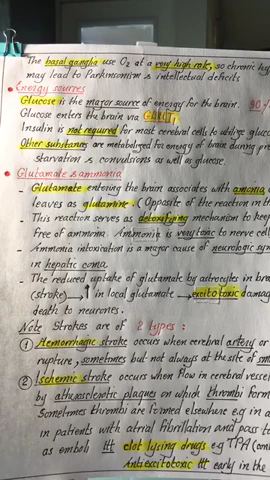 The basal ganglia use O2 at a very high rate, so chronic hy
may lead to Parkinsonism & intellectual deficits
• Energy sources
Glucose is the major source of energy for the brain. 90%
Glucose enters the brain via GLUT1
Insulin is not required for most cerebral cells to utilize gluco
Other substances are metabolized for energy of brain during
starvation & convulsions as well as glucose.
• Glutamate & ammonia
- Glutamate entering the brain associates with amonia
leaves as glutamine. (Opposite of the reaction in th
- This reaction serves as detoxifying mechanism to keep
free of amonia. Ammonia is very toxic to nerve cel
- Ammonia intoxication is a major cause of neurologic sym
in hepatic coma.
- The reduced uptake of glutamate by astrocytes in bra
(stroke) → ↑ in local glutamate → excitotoxic damag
death to neurones.
Note Strokes are of 2 types:
① Hemorrhagic stroke occurs when cerebral artery or
rupture, sometimes but not always at the site of sm
② Ischemic stroke occurs when flow in cerebral vessel
by atherosclerotic plaques on which thrombi form
Sometimes thrombi are formed elsewhere e.g in a
in patients with atrial fibrillation and pass to
as emboli ttt clot lysing drugs e.g TPA
Antiexcitotoxic ttt early in the